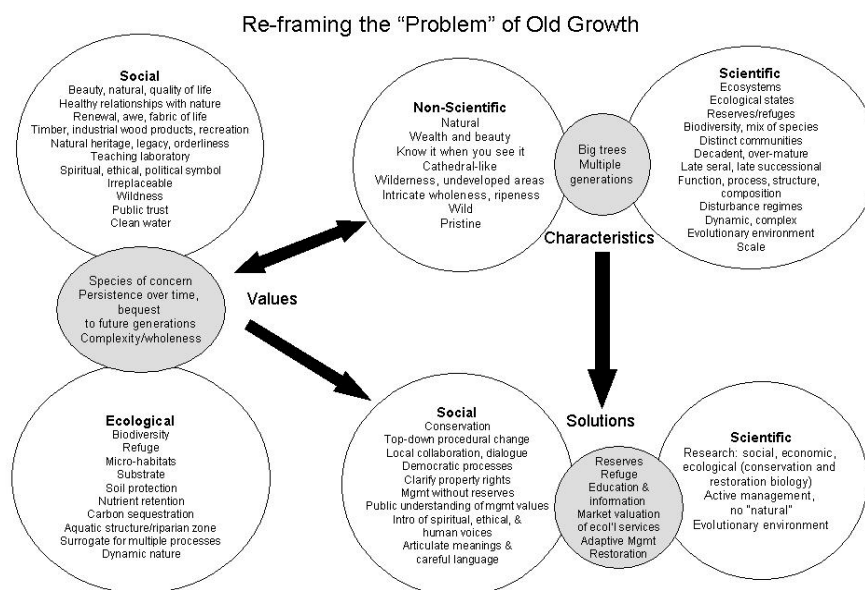 Re-framing the "Problem" of Old Growth
Social
Beauty, natural, quality of life
Healthy relationships with nature
Renewal, awe, fabric of life
Timber, industrial wood products, recreation
Natural heritage, legacy, orderliness
Teaching laboratory
Spiritual, ethical, political symbol
Irreplaceable
Wildness
Public trust
Clean water
Species of concern
Persistence over time,
bequest
to future generations
Complexity/wholeness
Values
Ecological
Biodiversity
Refuge
Micro-habitats
Substrate
Soil protection
Nutrient retention
Carbon sequestration
Aquatic structure/riparian zone
Surrogate for multiple processes
Dynamic nature
Non-Scientific
Natural
Wealth and beauty
Know it when you see it
Cathedral-like
Wilderness, undeveloped areas
Intricate wholeness, ripeness
Wild
Pristine
Big trees
Multiple
generations
Characteristics
Scientific
Ecosystems
Ecological states
Reserves/refuges
Biodiversity, mix of species
Distinct communities
Decadent, over-mature
Late seral, late successional
Function, process, structure,
composition
Disturbance regimes
Dynamic, complex
Evolutionary environment
Scale
Social
Conservation
Top-down procedural change
Local collaboration, dialogue
Democratic processes
Clarify property rights
Mgmt without reserves
Public understanding of mgmt values
Intro of spiritual, ethical, &
human voices
Articulate meanings &
careful language
Solutions
Reserves
Refuge
Education &
information
Market valuation
of ecol'l services
Adaptive Mgmt
Restoration
Scientific
Research: social, economic,
ecological (conservation and
restoration biology)
Active management,
no "natural"
Evolutionary environment